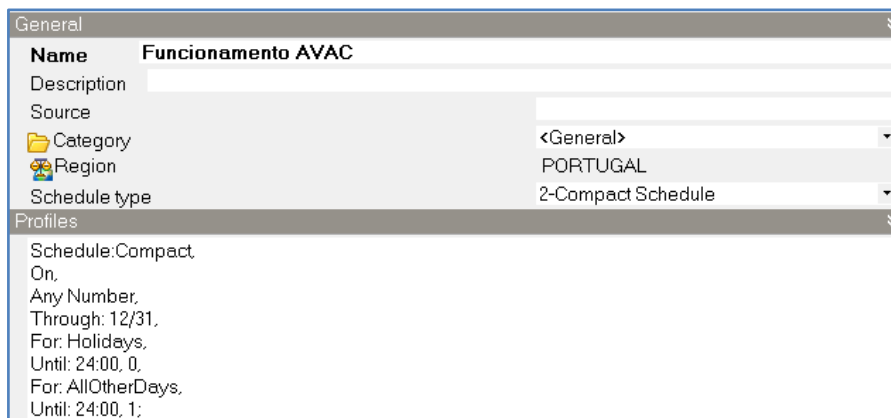 General
Name Funcionamento AVAC
Description
Source
Category <General>
Region PORTUGAL
Schedule type 2-Compact Schedule
Profiles
Schedule:Compact,
On,
Any Number,
Through: 12/31,
For: Holidays,
Until: 24:00, 0,
For: AllOtherDays,
Until: 24:00, 1;